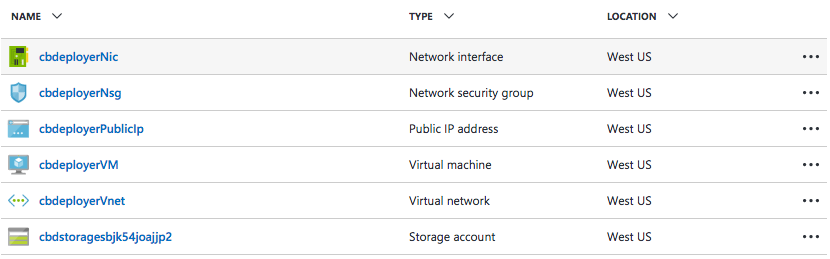 NAME TYPE LOCATION
cbdeployerNic Network interface West US
cbdeployerNsg Network security group West US
cbdeployerPublicIp Public IP address West US
cbdeployerVM Virtual machine West US
cbdeployerVnet Virtual network West US
cbdstoragesbjk54joajjp2 Storage account West US